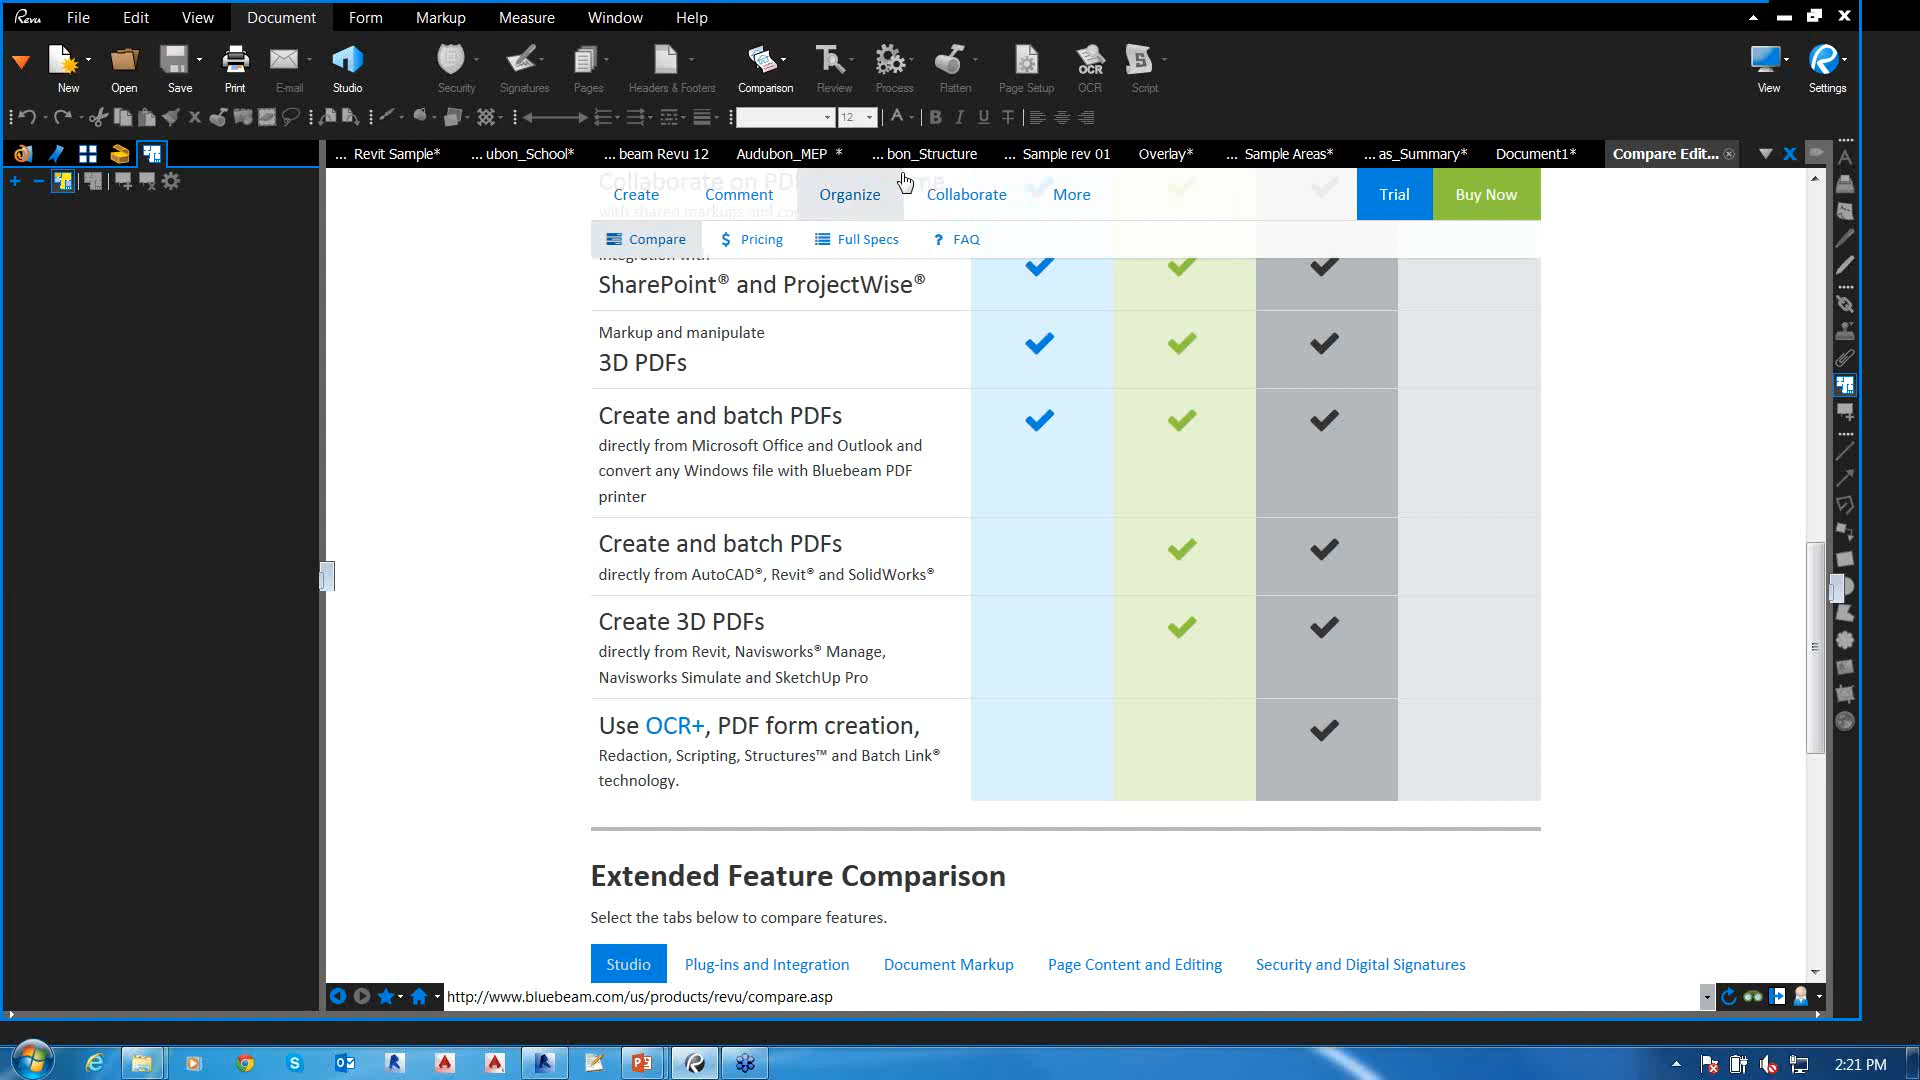 Revu File Edit View Document Form Markup Measure Window Help
New Open Save Print E-mail Studio Security Signatures Pages Headers & Footers Comparison Review Process Flatten Page Setup OCR Script View Settings
12
... Revit Sample* ... ubon_School* ... beam Revu 12 Audubon_MEP * ... bon_Structure ... Sample rev 01 Overlay* ... Sample Areas* ... as_Summary* Document1* Compare Edit...
Create Comment Organize Collaborate More Trial Buy Now
Compare $ Pricing Full Specs ? FAQ
SharePoint® and ProjectWise®
Markup and manipulate
3D PDFs
Create and batch PDFs
directly from Microsoft Office and Outlook and
convert any Windows file with Bluebeam PDF
printer
Create and batch PDFs
directly from AutoCAD®, Revit® and SolidWorks®
Create 3D PDFs
directly from Revit, Navisworks® Manage,
Navisworks Simulate and SketchUp Pro
Use OCR+, PDF form creation,
Redaction, Scripting, Structures™ and Batch Link®
technology.
Extended Feature Comparison
Select the tabs below to compare features.
Studio Plug-ins and Integration Document Markup Page Content and Editing Security and Digital Signatures
http://www.bluebeam.com/us/products/revu/compare.asp
2:21 PM